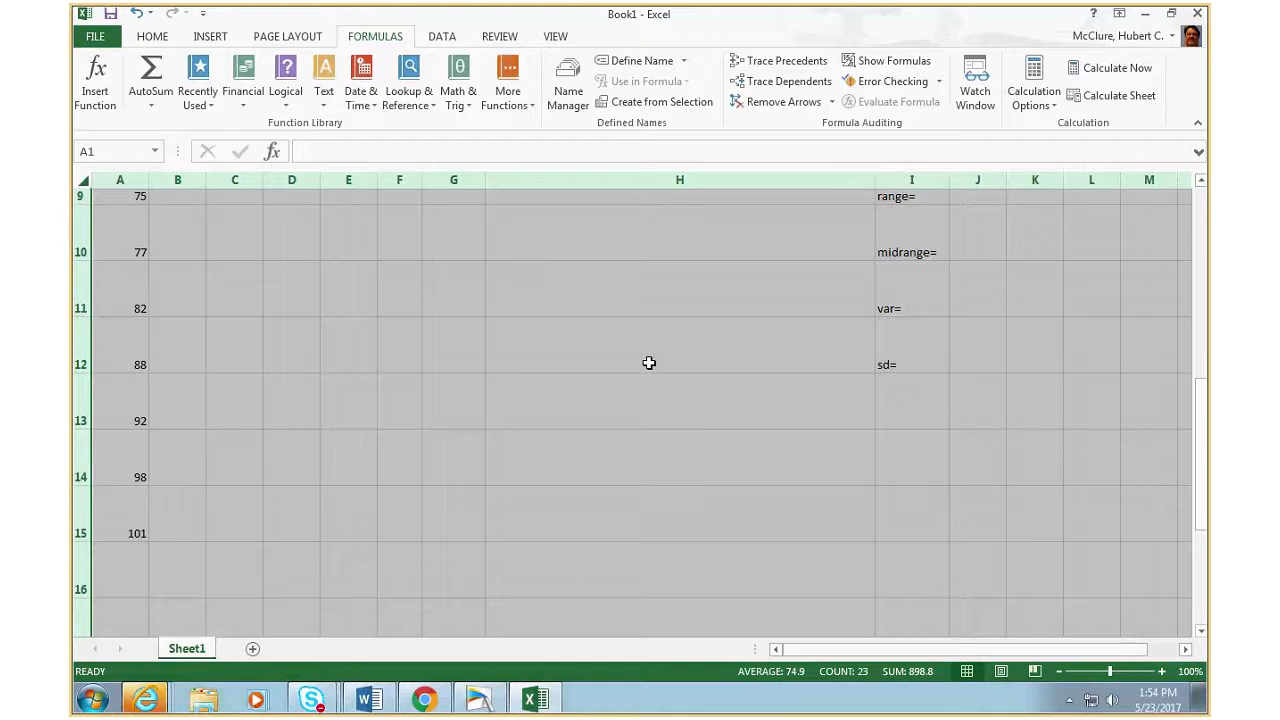 Book1 - Excel
?
FILE HOME INSERT PAGE LAYOUT FORMULAS DATA REVIEW VIEW McClure, Hubert C.
Insert Function
AutoSum
Recently Used
Financial
Logical
Text
Date & Time
Lookup & Reference
Math & Trig
More Functions
Function Library
Name Manager
Define Name
Use in Formula
Create from Selection
Defined Names
Trace Precedents
Trace Dependents
Remove Arrows
Show Formulas
Error Checking
Evaluate Formula
Formula Auditing
Watch Window
Calculation Options
Calculate Now
Calculate Sheet
Calculation
A1 fx
A B C D E F G H I J K L M
9 75 range=
10 77 midrange=
11 82 var=
12 88 sd=
13 92
14 98
15 101
16
Sheet1
READY AVERAGE: 74.9 COUNT: 23 SUM: 898.8 100%
1:54 PM
5/23/2017